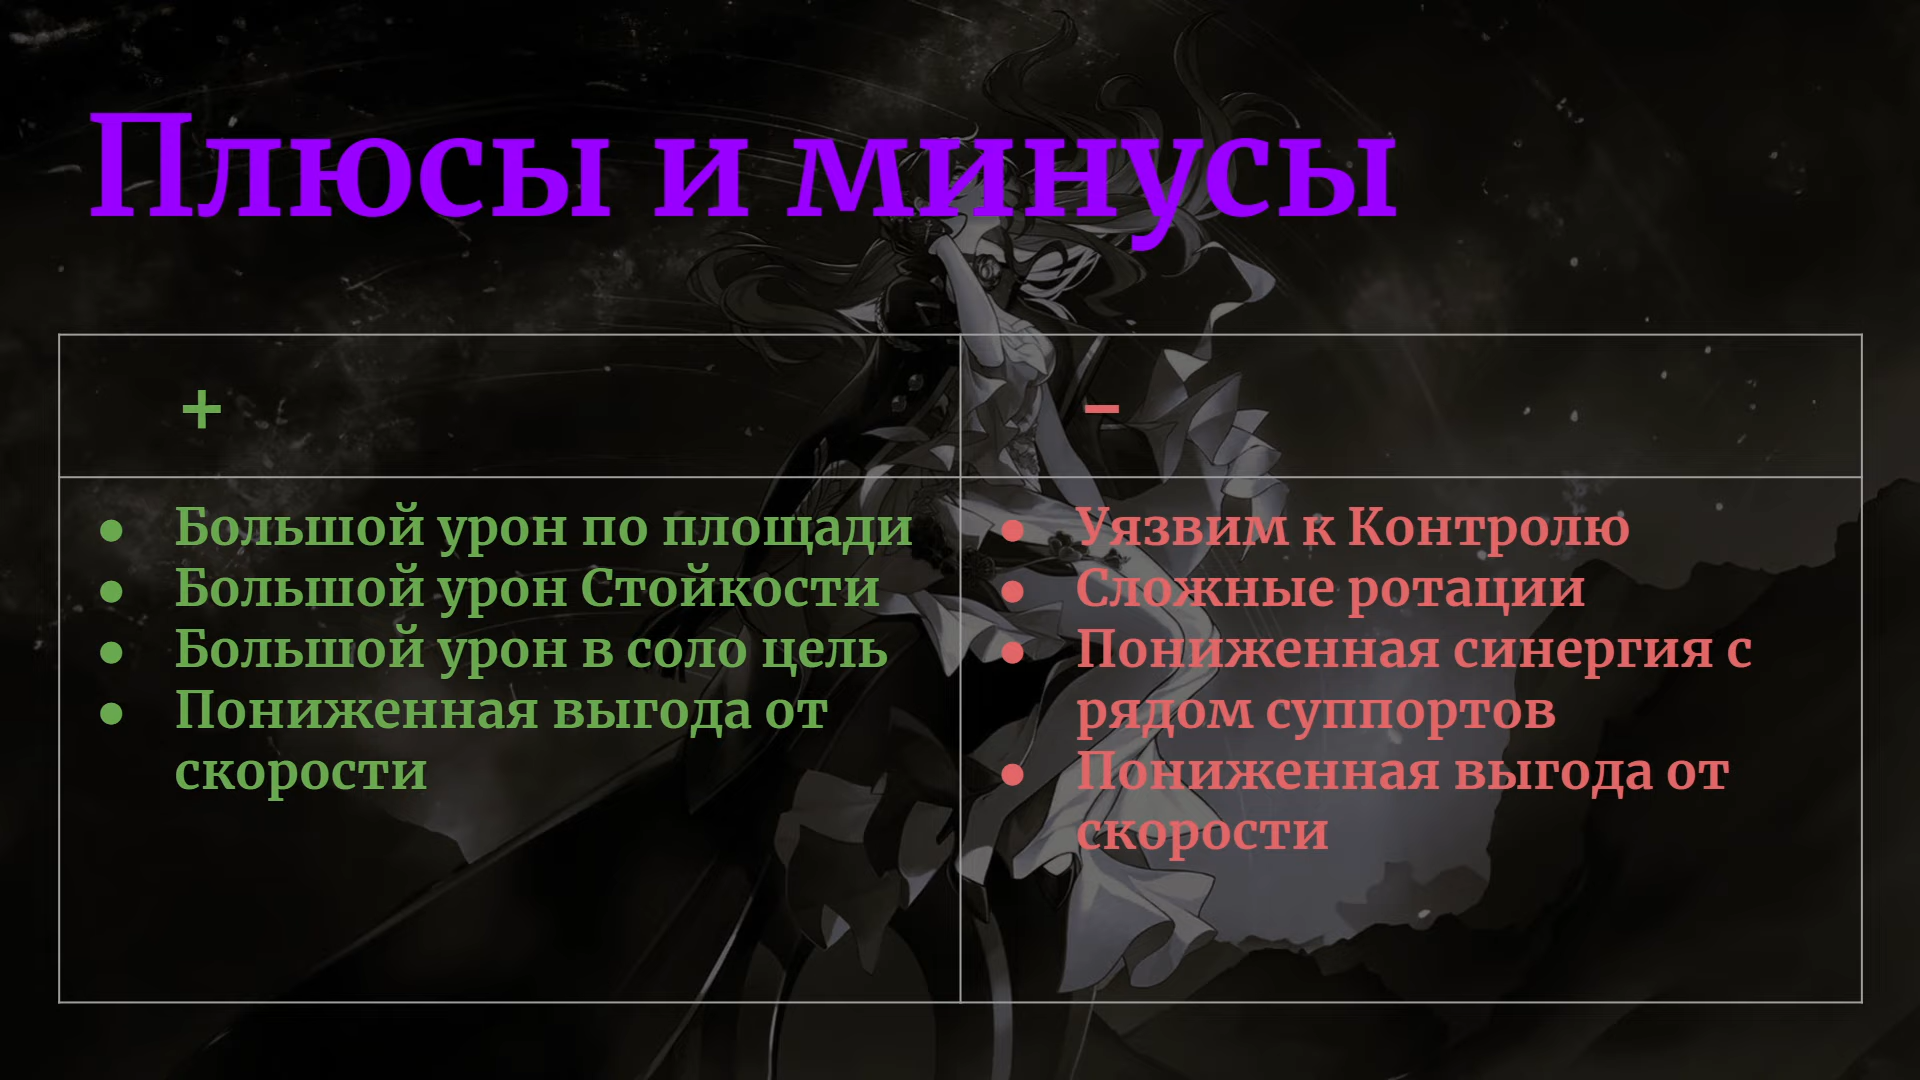 Плюсы и минусы
+
–
● Большой урон по площади
● Большой урон Стойкости
● Большой урон в соло цель
● Пониженная выгода от
скорости
● Уязвим к Контролю
● Сложные ротации
● Пониженная синергия с
рядом суппортов
● Пониженная выгода от
скорости